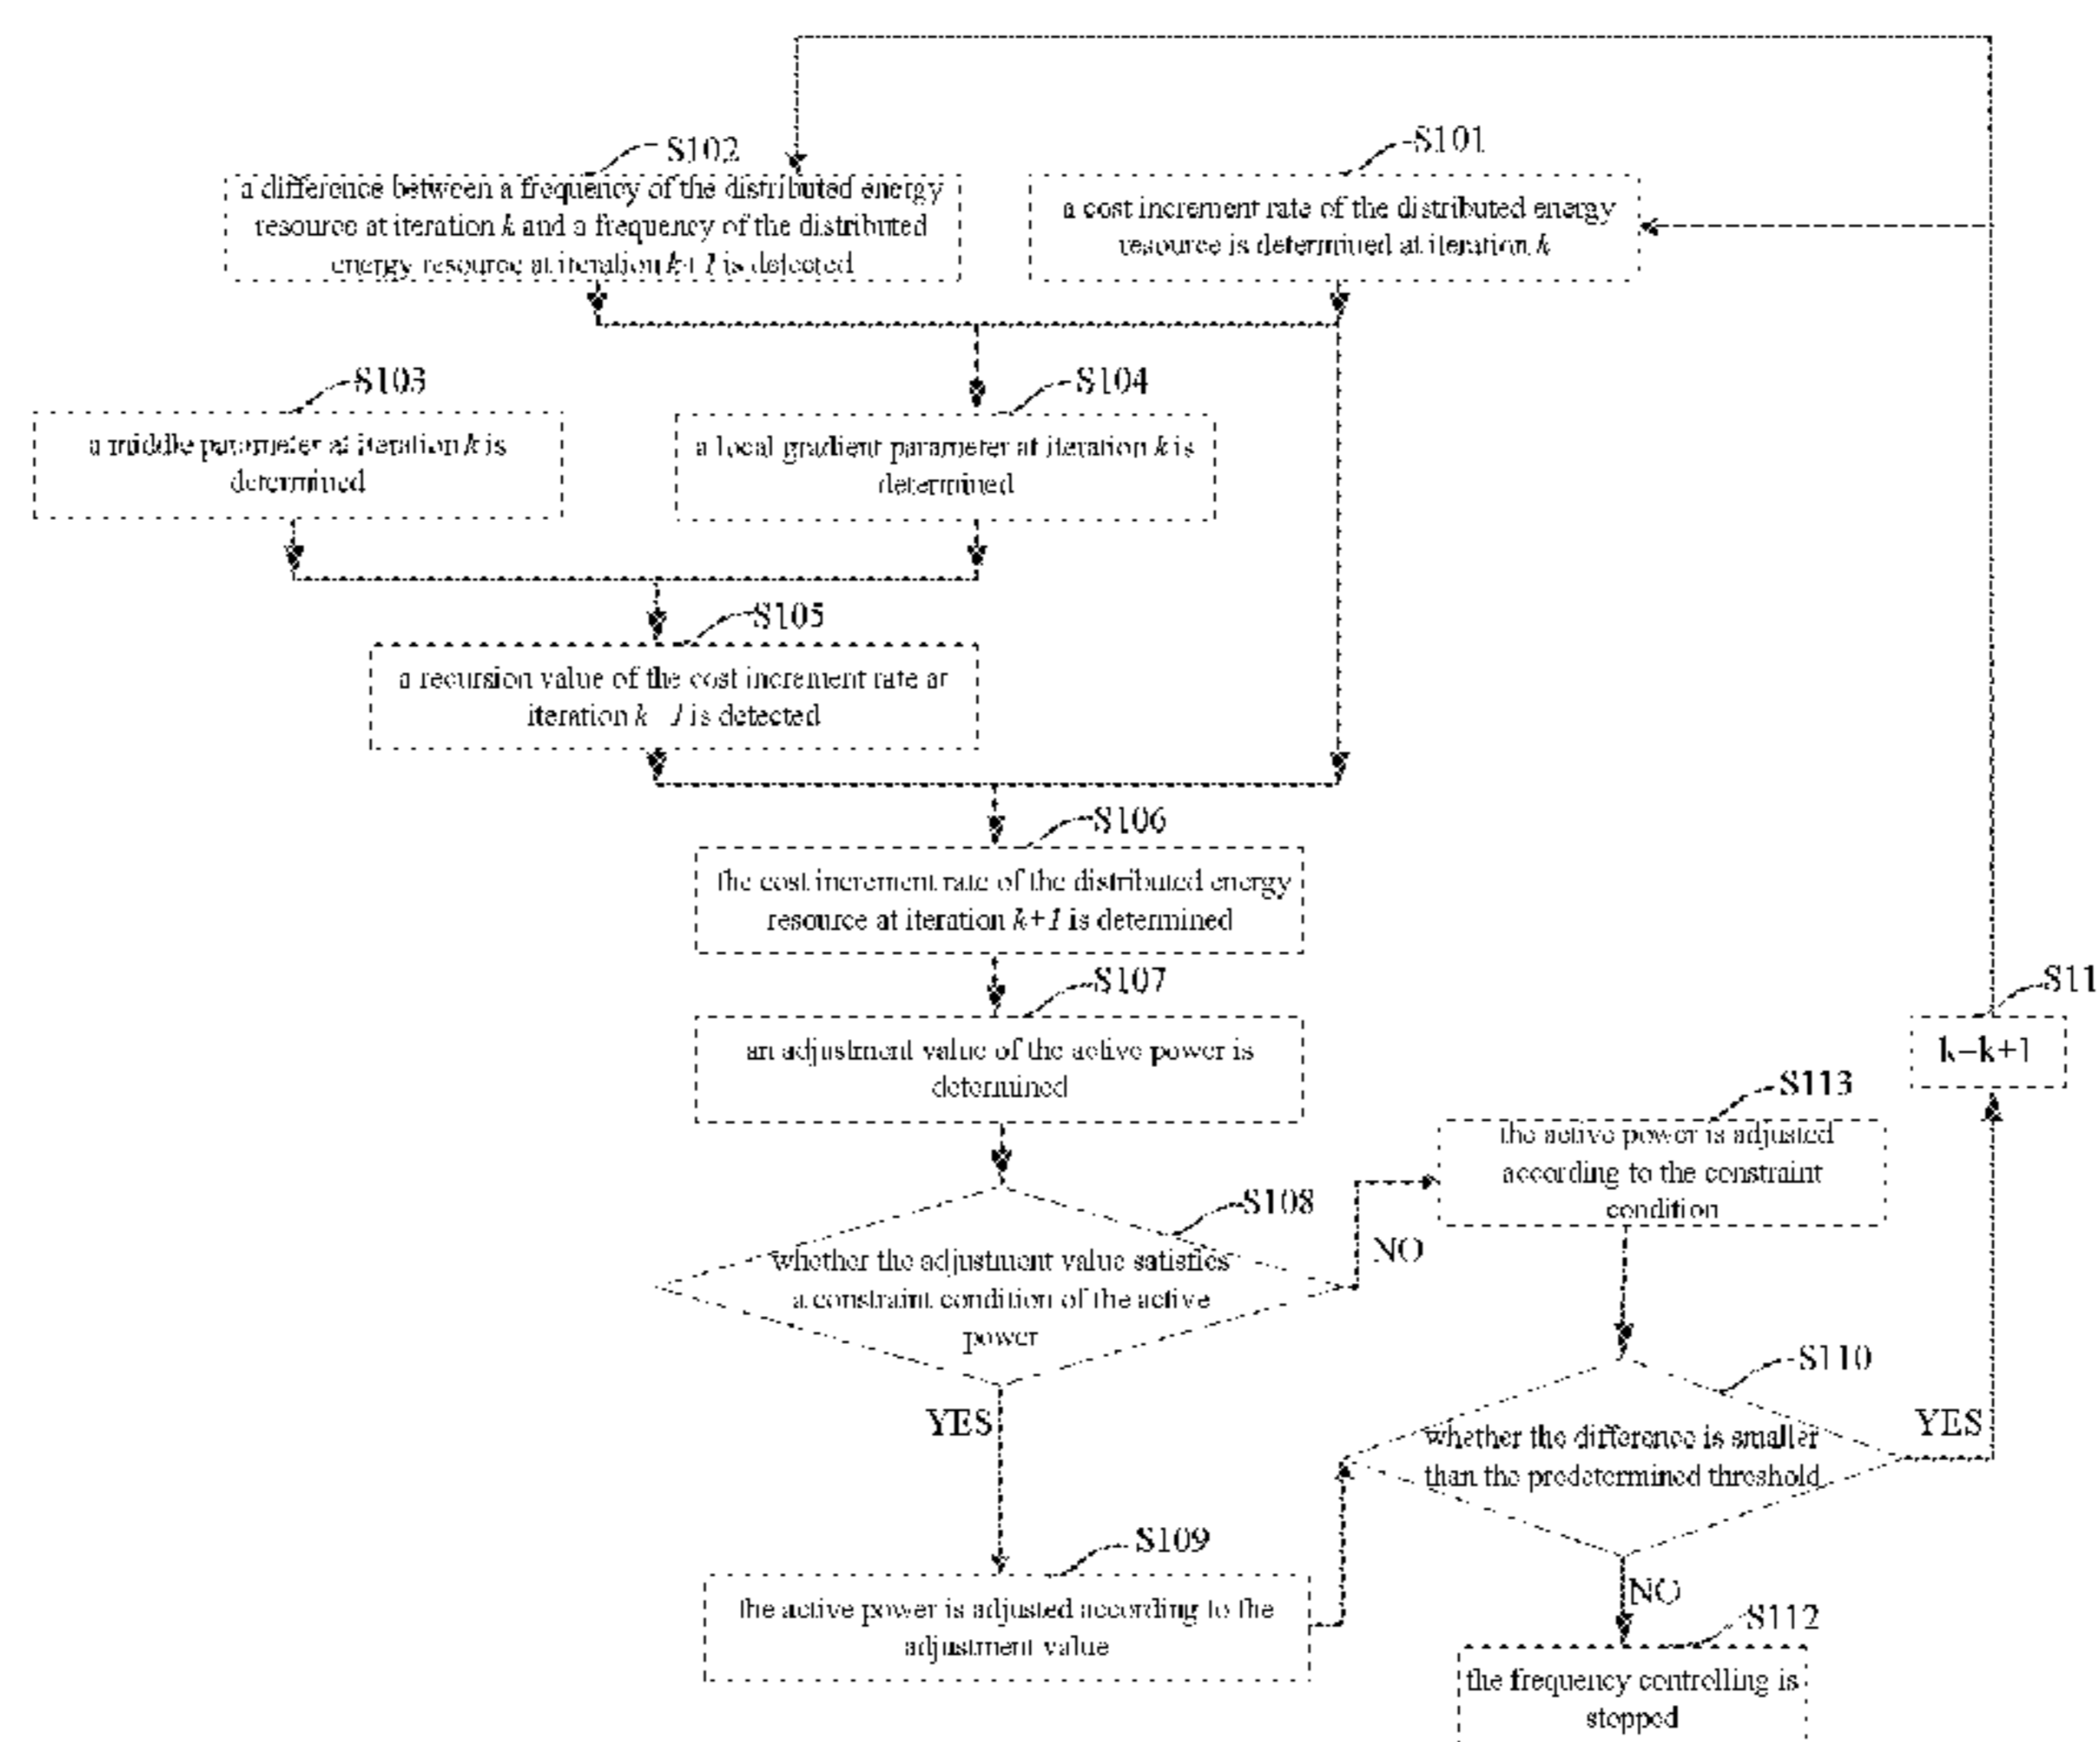 S102
S101
a difference between a frequency of the distributed energy
resource at iteration k and a frequency of the distributed
energy resource at iteration k+1 is detected
a cost increment rate of the distributed energy
resource is determined at iteration k
S103
S104
a middle parameter at iteration k is
determined
a local gradient parameter at iteration k is
determined
S105
a recursion value of the cost increment rate at
iteration k 1 is detected
S106
the cost increment rate of the distributed energy
resource at iteration k+1 is determined
S107
an adjustment value of the active power is
determined
S11
k=k+1
S113
the active power is adjusted
according to the constraint
condition
S108
whether the adjustment value satisfies
a constraint condition of the active
power
NO
YES
S110
whether the difference is smaller
than the predetermined threshold
YES
S109
the active power is adjusted according to the
adjustment value
NO
S112
the frequency controlling is
stopped